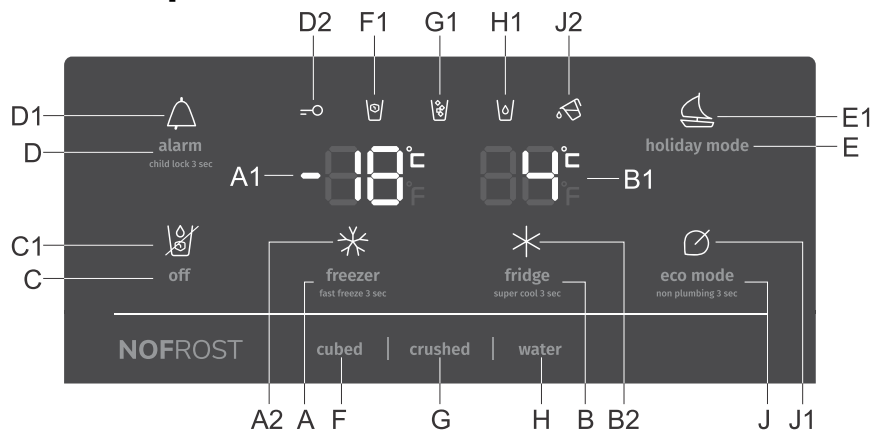 D2 F1 G1 H1 J2
D1
E1
D
alarm
child lock 3 sec
holiday mode
E
A1
-18°C
°F
4°C
°F
B1
C1
C
off
freezer
fast freeze 3 sec
fridge
super cool 3 sec
eco mode
non plumbing 3 sec
NOFROST
cubed | crushed | water
A2 A F G H B B2 J J1